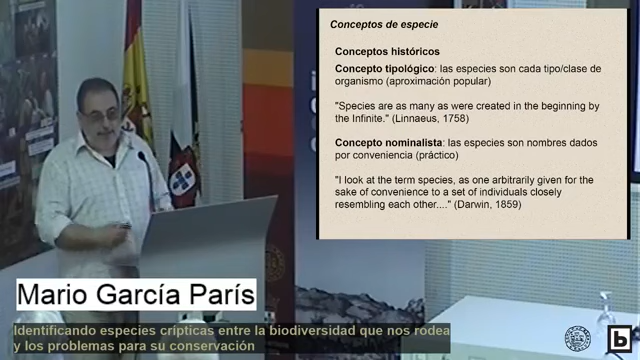 Conceptos de especie
Conceptos históricos
Concepto tipológico: las especies son cada tipo/clase de
organismo (aproximación popular)
"Species are as many as were created in the beginning by
the Infinite." (Linnaeus, 1758)
Concepto nominalista: las especies son nombres dados
por conveniencia (práctico)
"I look at the term species, as one arbitrarily given for the
sake of convenience to a set of individuals closely
resembling each other...." (Darwin, 1859)
Mario García París
Identificando especies crípticas entre la biodiversidad que nos rodea
y los problemas para su conservación
b